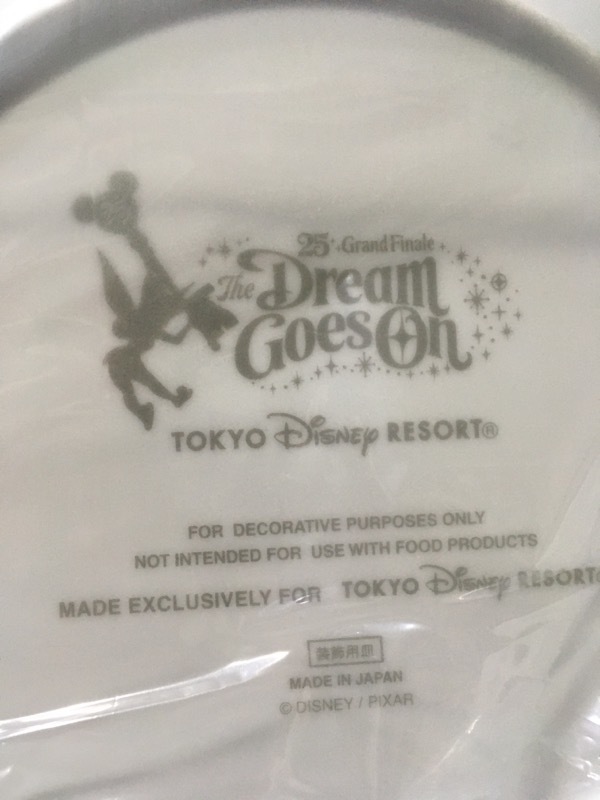 25th Grand Finale
The Dream
Goes On
TOKYO Disney RESORT®
FOR DECORATIVE PURPOSES ONLY
NOT INTENDED FOR USE WITH FOOD PRODUCTS
MADE EXCLUSIVELY FOR TOKYO Disney RESORT®
装飾用皿
MADE IN JAPAN
© DISNEY / PIXAR